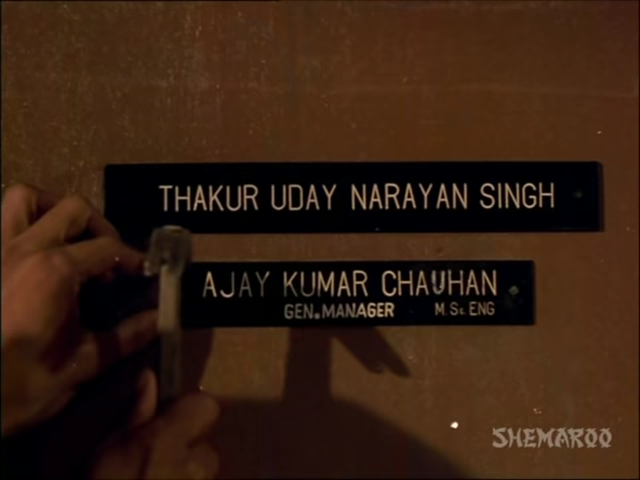 THAKUR UDAY NARAYAN SINGH
AJAY KUMAR CHAUHAN
GEN. MANAGER M. Sc. ENG
SHEMAROO